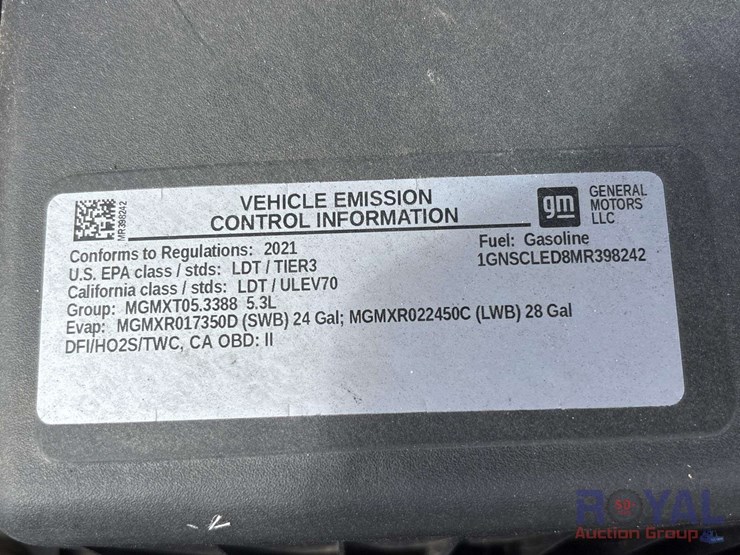 MR398242
VEHICLE EMISSION
CONTROL INFORMATION
gm
GENERAL
MOTORS
LLC
Conforms to Regulations: 2021
U.S. EPA class / stds: LDT / TIER3
California class / stds: LDT / ULEV70
Group: MGMXT05.3388 5.3L
Evap: MGMXR017350D (SWB) 24 Gal; MGMXR022450C (LWB) 28 Gal
DFI/HO2S/TWC, CA OBD: II
Fuel: Gasoline
1GNSCLED8MR398242
ROYAL
Auction Group